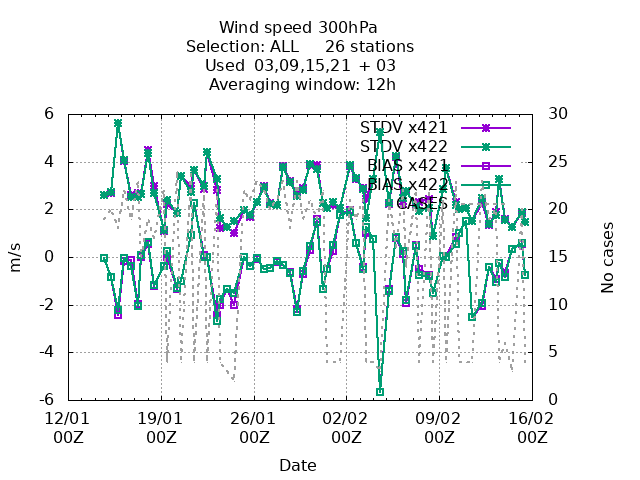 Wind speed 300hPa
Selection: ALL 26 stations
Used 03,09,15,21 + 03
Averaging window: 12h
STDV x421
STDV x422
BIAS x421
BIAS x422
CASES
6
4
2
0
-2
-4
-6
m/s
30
25
20
15
10
5
0
No cases
12/01 19/01 26/01 02/02 09/02 16/02
00Z 00Z 00Z 00Z 00Z 00Z
Date